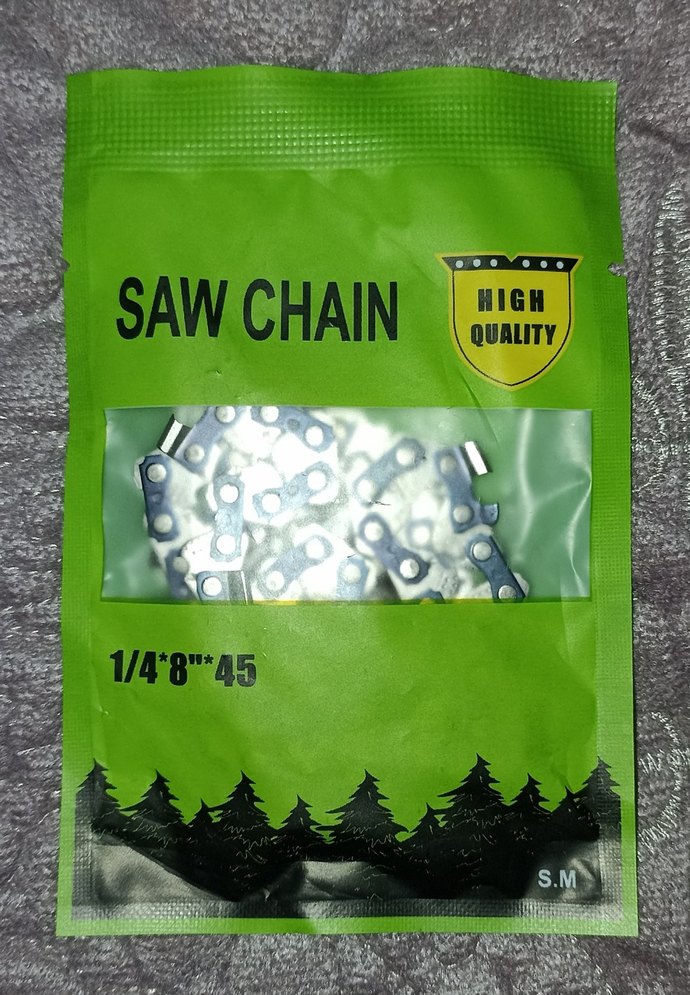 SAW CHAIN
HIGH
QUALITY
1/4*8"*45
S.M